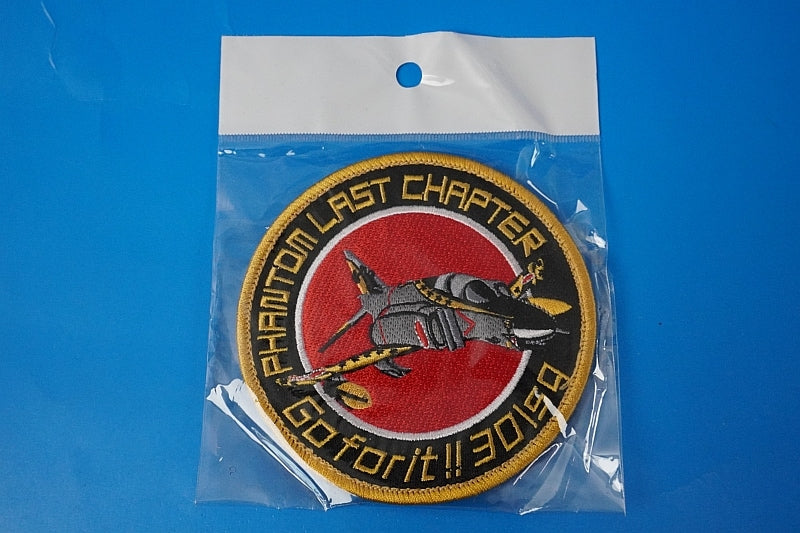 PHANTOM LAST CHAPTER
Go for it!! 301sq